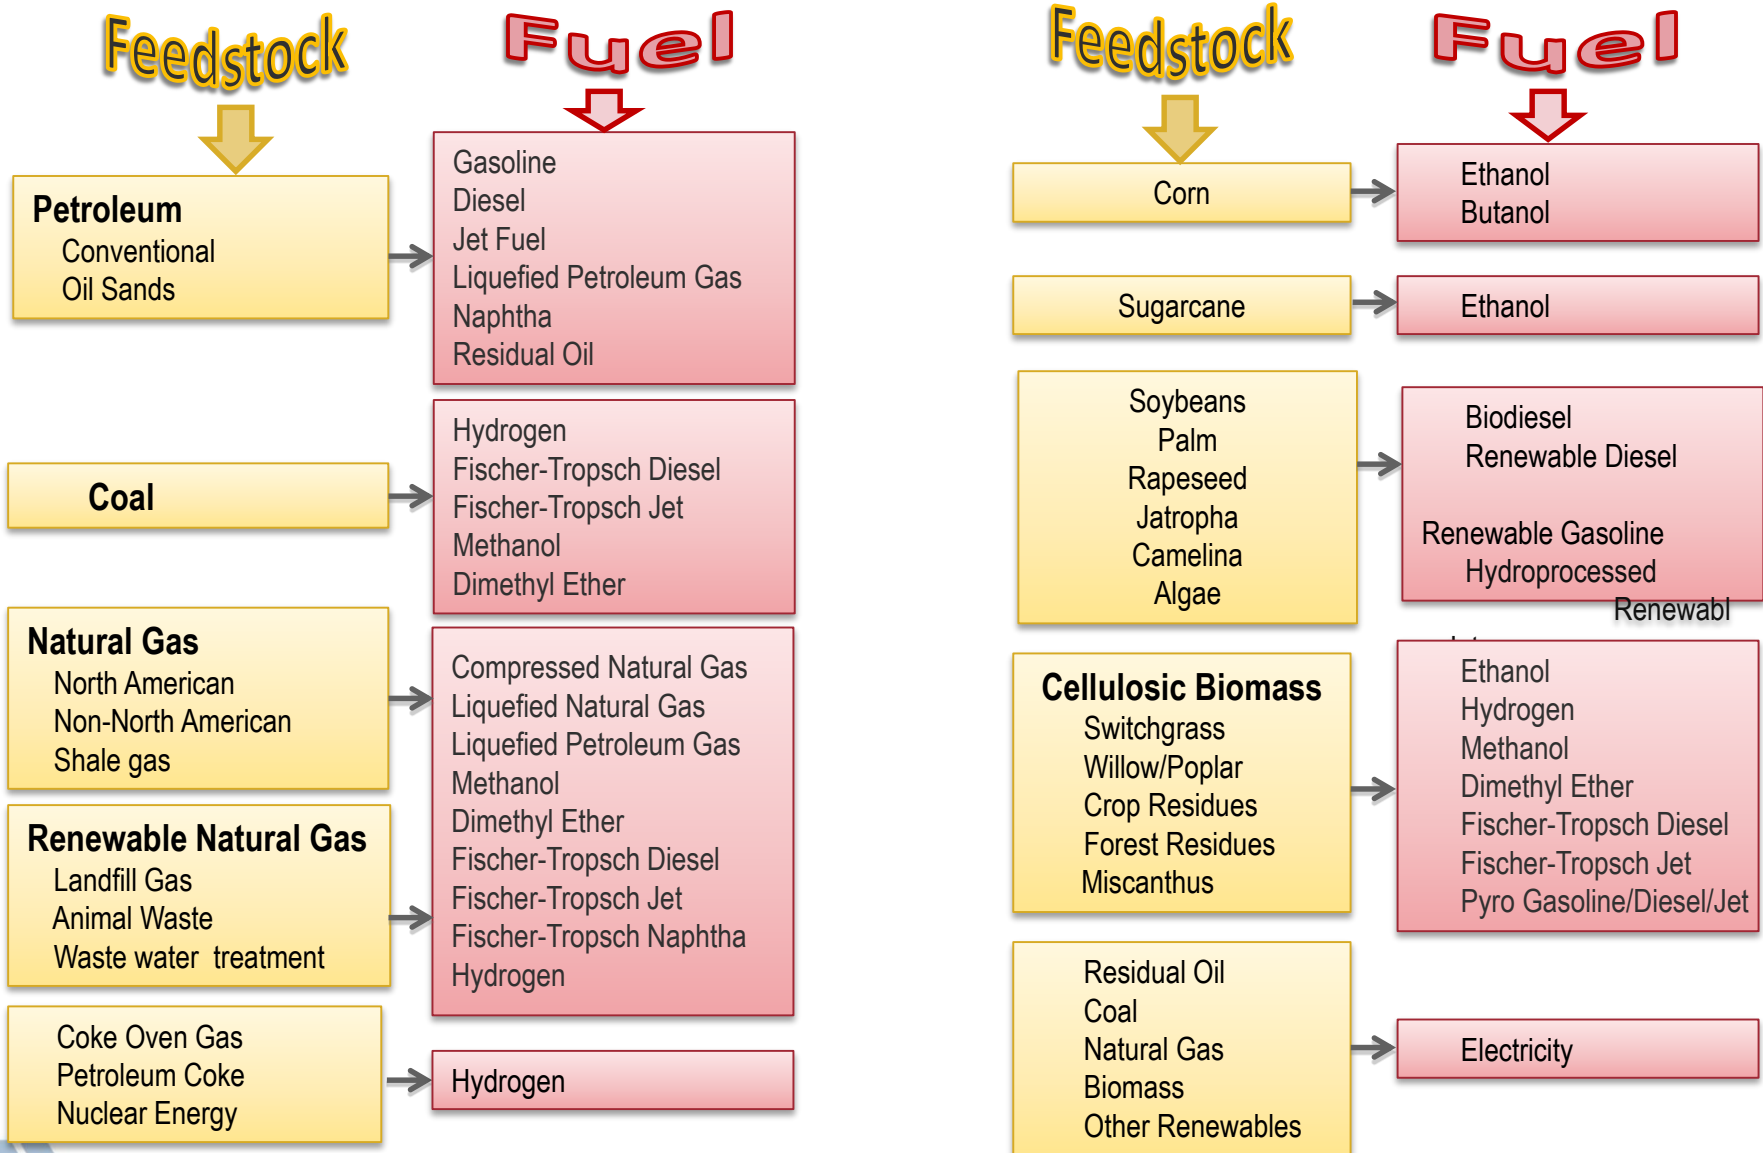 Feedstock
Fuel
Petroleum
Conventional
Oil Sands
Gasoline
Diesel
Jet Fuel
Liquefied Petroleum Gas
Naphtha
Residual Oil
Coal
Hydrogen
Fischer-Tropsch Diesel
Fischer-Tropsch Jet
Methanol
Dimethyl Ether
Natural Gas
North American
Non-North American
Shale gas
Renewable Natural Gas
Landfill Gas
Animal Waste
Waste water treatment
Compressed Natural Gas
Liquefied Natural Gas
Liquefied Petroleum Gas
Methanol
Dimethyl Ether
Fischer-Tropsch Diesel
Fischer-Tropsch Jet
Fischer-Tropsch Naphtha
Hydrogen
Coke Oven Gas
Petroleum Coke
Nuclear Energy
Hydrogen
Feedstock
Fuel
Corn
Ethanol
Butanol
Sugarcane
Ethanol
Soybeans
Palm
Rapeseed
Jatropha
Camelina
Algae
Biodiesel
Renewable Diesel
Renewable Gasoline
Hydroprocessed
Renewabl
Cellulosic Biomass
Switchgrass
Willow/Poplar
Crop Residues
Forest Residues
Miscanthus
Ethanol
Hydrogen
Methanol
Dimethyl Ether
Fischer-Tropsch Diesel
Fischer-Tropsch Jet
Pyro Gasoline/Diesel/Jet
Residual Oil
Coal
Natural Gas
Biomass
Other Renewables
Electricity